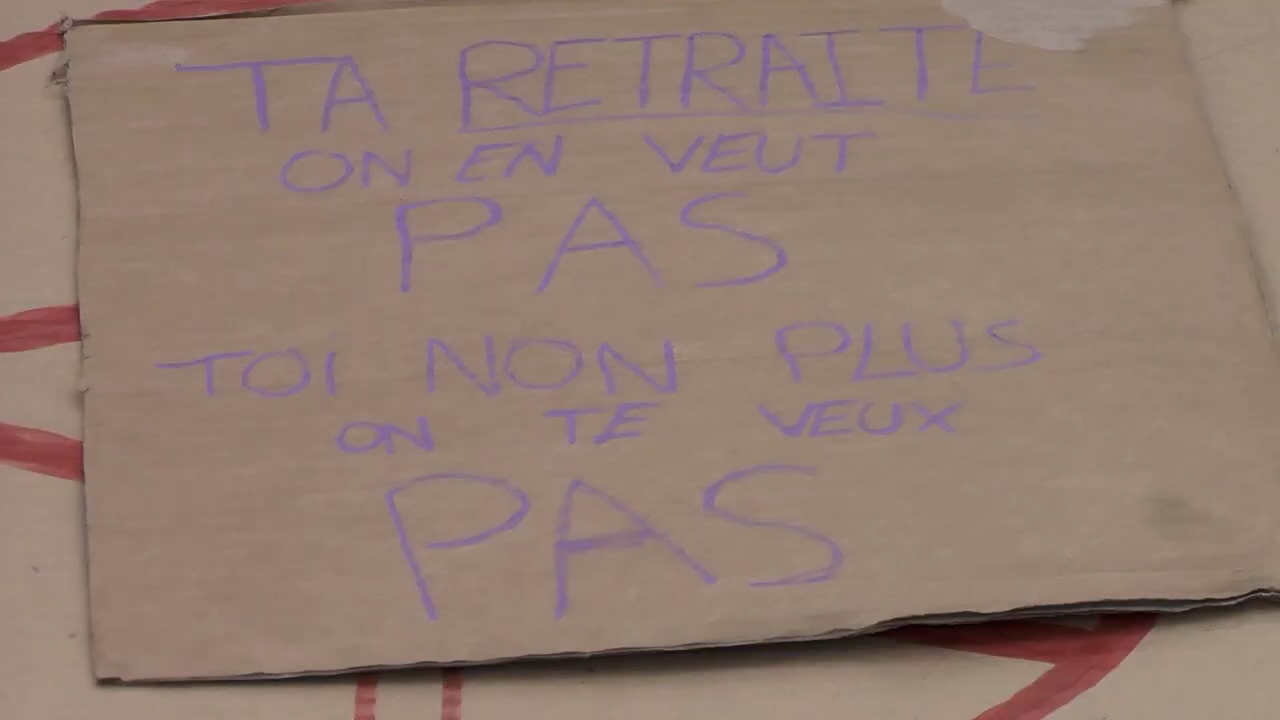 TA RETRAITE
ON EN VEUT
PAS
TOi NON PLUS
ON TE VEUX
PAS